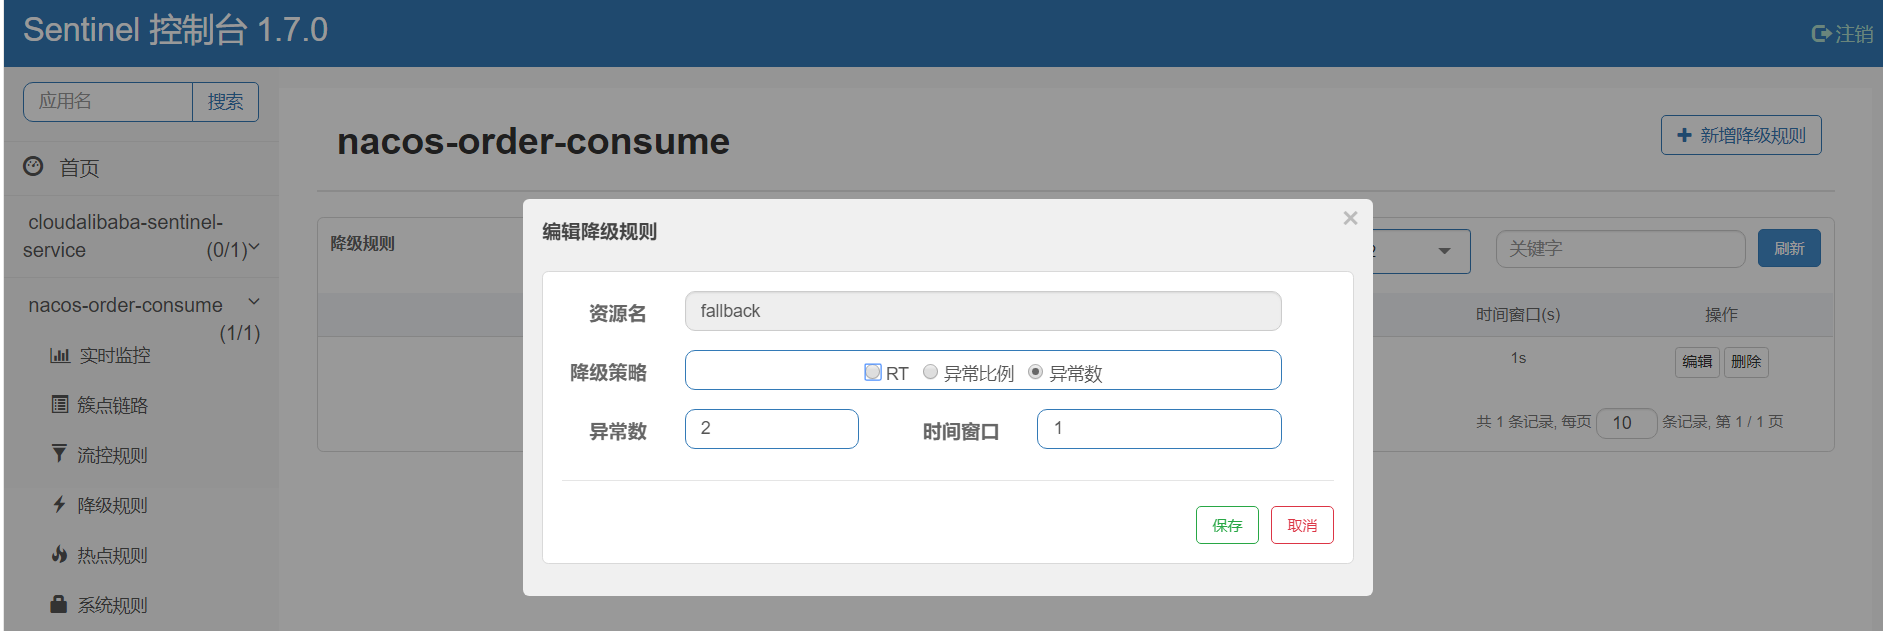 Sentinel 控制台 1.7.0
注销
应用名
搜索
首页
cloudalibaba-sentinel-
service (0/1)
nacos-order-consume
(1/1)
实时监控
簇点链路
流控规则
降级规则
热点规则
系统规则
nacos-order-consume
新增降级规则
降级规则
关键字
刷新
时间窗口(s) 操作
1s 编辑 删除
共 1 条记录, 每页 10 条记录, 第 1 / 1 页
编辑降级规则
×
资源名 fallback
降级策略 RT 异常比例 异常数
异常数 2 时间窗口 1
保存 取消